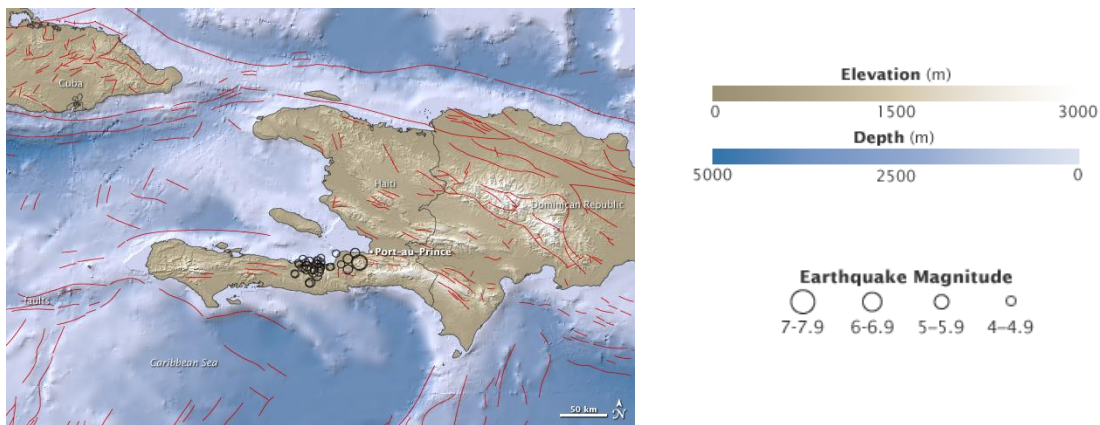 Cuba
Haiti
Dominican Republic
Port-au-Prince
faults
Caribbean Sea
50 km
N
Elevation (m)
0 1500 3000
Depth (m)
5000 2500 0
Earthquake Magnitude
7-7.9 6-6.9 5–5.9 4–4.9